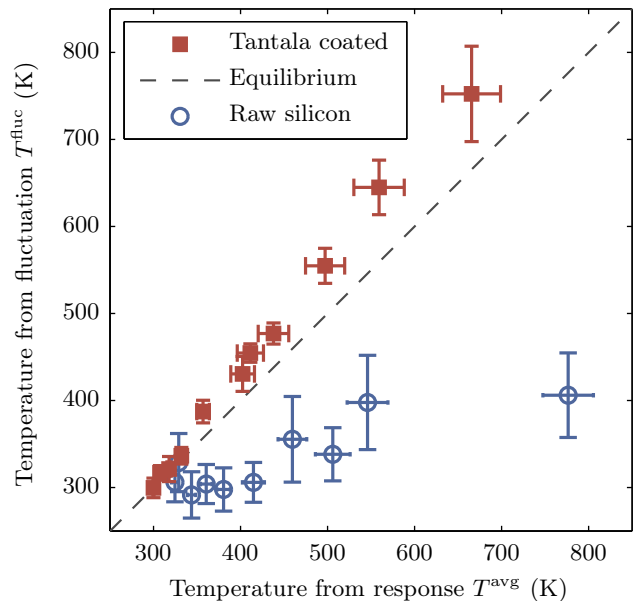 Tantala coated
Equilibrium
Raw silicon
Temperature from fluctuation T^fluc (K)
800
700
600
500
400
300
300 400 500 600 700 800
Temperature from response T^avg (K)